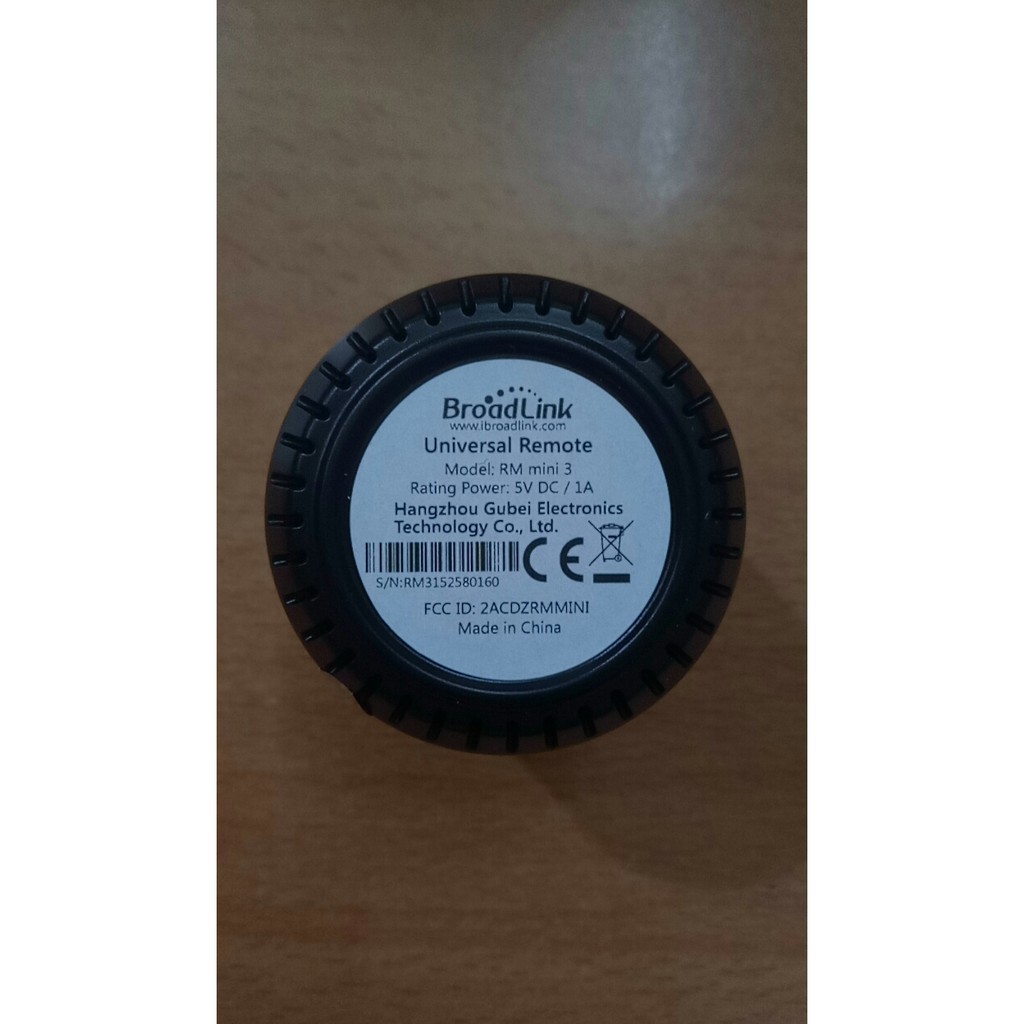 BroadLink
www.ibroadlink.com
Universal Remote
Model: RM mini 3
Rating Power: 5V DC / 1A
Hangzhou Gubei Electronics
Technology Co., Ltd.
CE
S/N:RM3152580160
FCC ID: 2ACDZRMMINI
Made in China